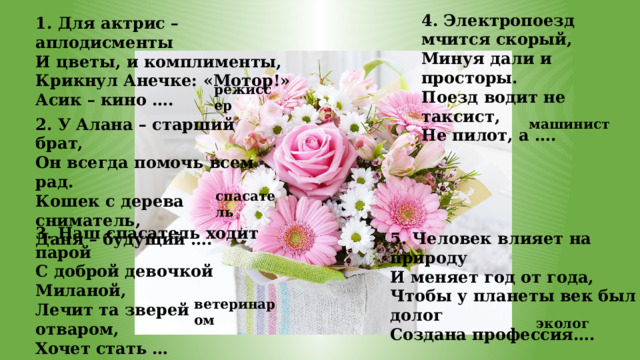 1. Для актрис –
аплодисменты
И цветы, и комплименты,
Крикнул Анечке: «Мотор!»
Асик – кино ….
режисс
ер
2. У Алана – старший
брат,
Он всегда помочь всем
рад.
Кошек с дерева
сниматель,
Даня – будущий ….
спасате
ль
3. Наш спасатель ходит
парой
С доброй девочкой
Миланой,
Лечит та зверей
отваром,
Хочет стать …
ветеринар
ом
4. Электропоезд
мчится скорый,
Минуя дали и
просторы.
Поезд водит не
таксист,
Не пилот, а ….
машинист
5. Человек влияет на
природу
И меняет год от года,
Чтобы у планеты век был
долог
Создана профессия….
эколог